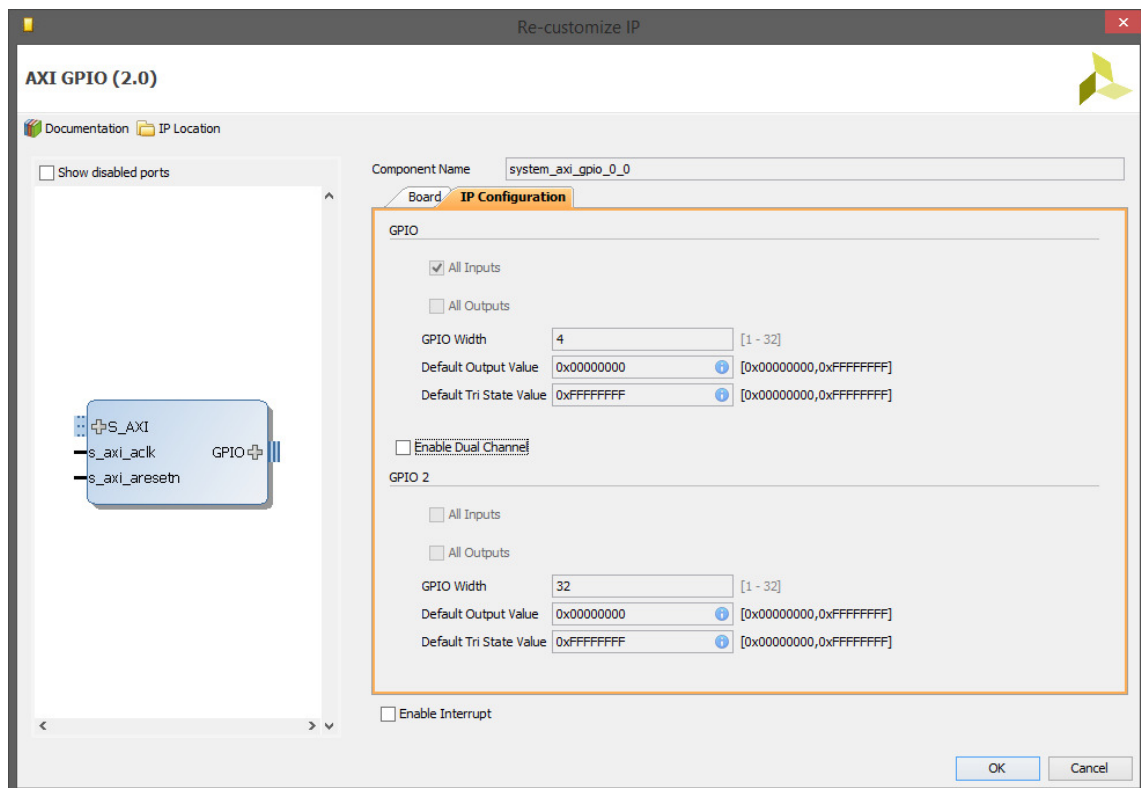 Re-customize IP
AXI GPIO (2.0)
Documentation IP Location
Show disabled ports
S_AXI
s_axi_aclk GPIO
s_axi_aresetn
Component Name system_axi_gpio_0_0
Board IP Configuration
GPIO
All Inputs
All Outputs
GPIO Width 4 [1 - 32]
Default Output Value 0x00000000 [0x00000000,0xFFFFFFFF]
Default Tri State Value 0xFFFFFFFF [0x00000000,0xFFFFFFFF]
Enable Dual Channel
GPIO 2
All Inputs
All Outputs
GPIO Width 32 [1 - 32]
Default Output Value 0x00000000 [0x00000000,0xFFFFFFFF]
Default Tri State Value 0xFFFFFFFF [0x00000000,0xFFFFFFFF]
Enable Interrupt
OK Cancel